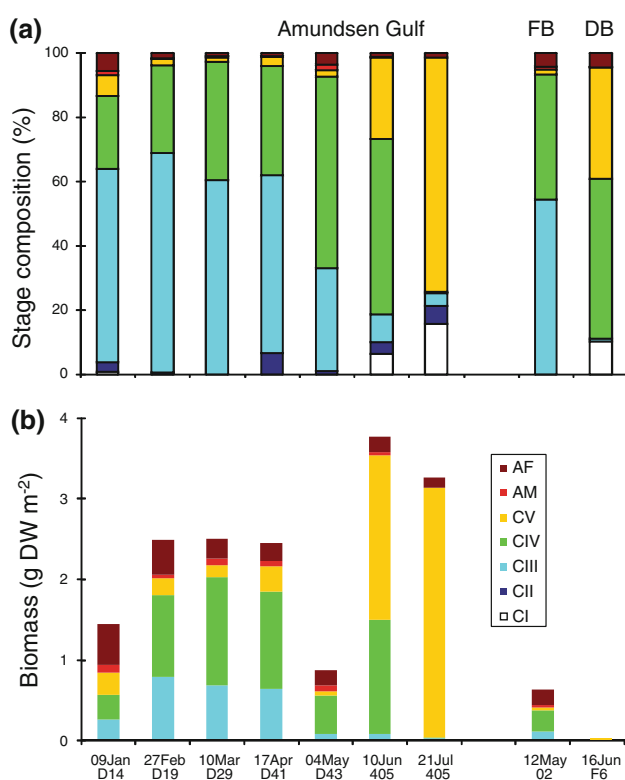 (a)
Amundsen Gulf
FB
DB
Stage composition (%)
100
80
60
40
20
0
(b)
Biomass (g DW m⁻²)
4
3
2
1
0
AF
AM
CV
CIV
CIII
CII
CI
09Jan 27Feb 10Mar 17Apr 04May 10Jun 21Jul 12May 16Jun
D14 D19 D29 D41 D43 405 405 02 F6